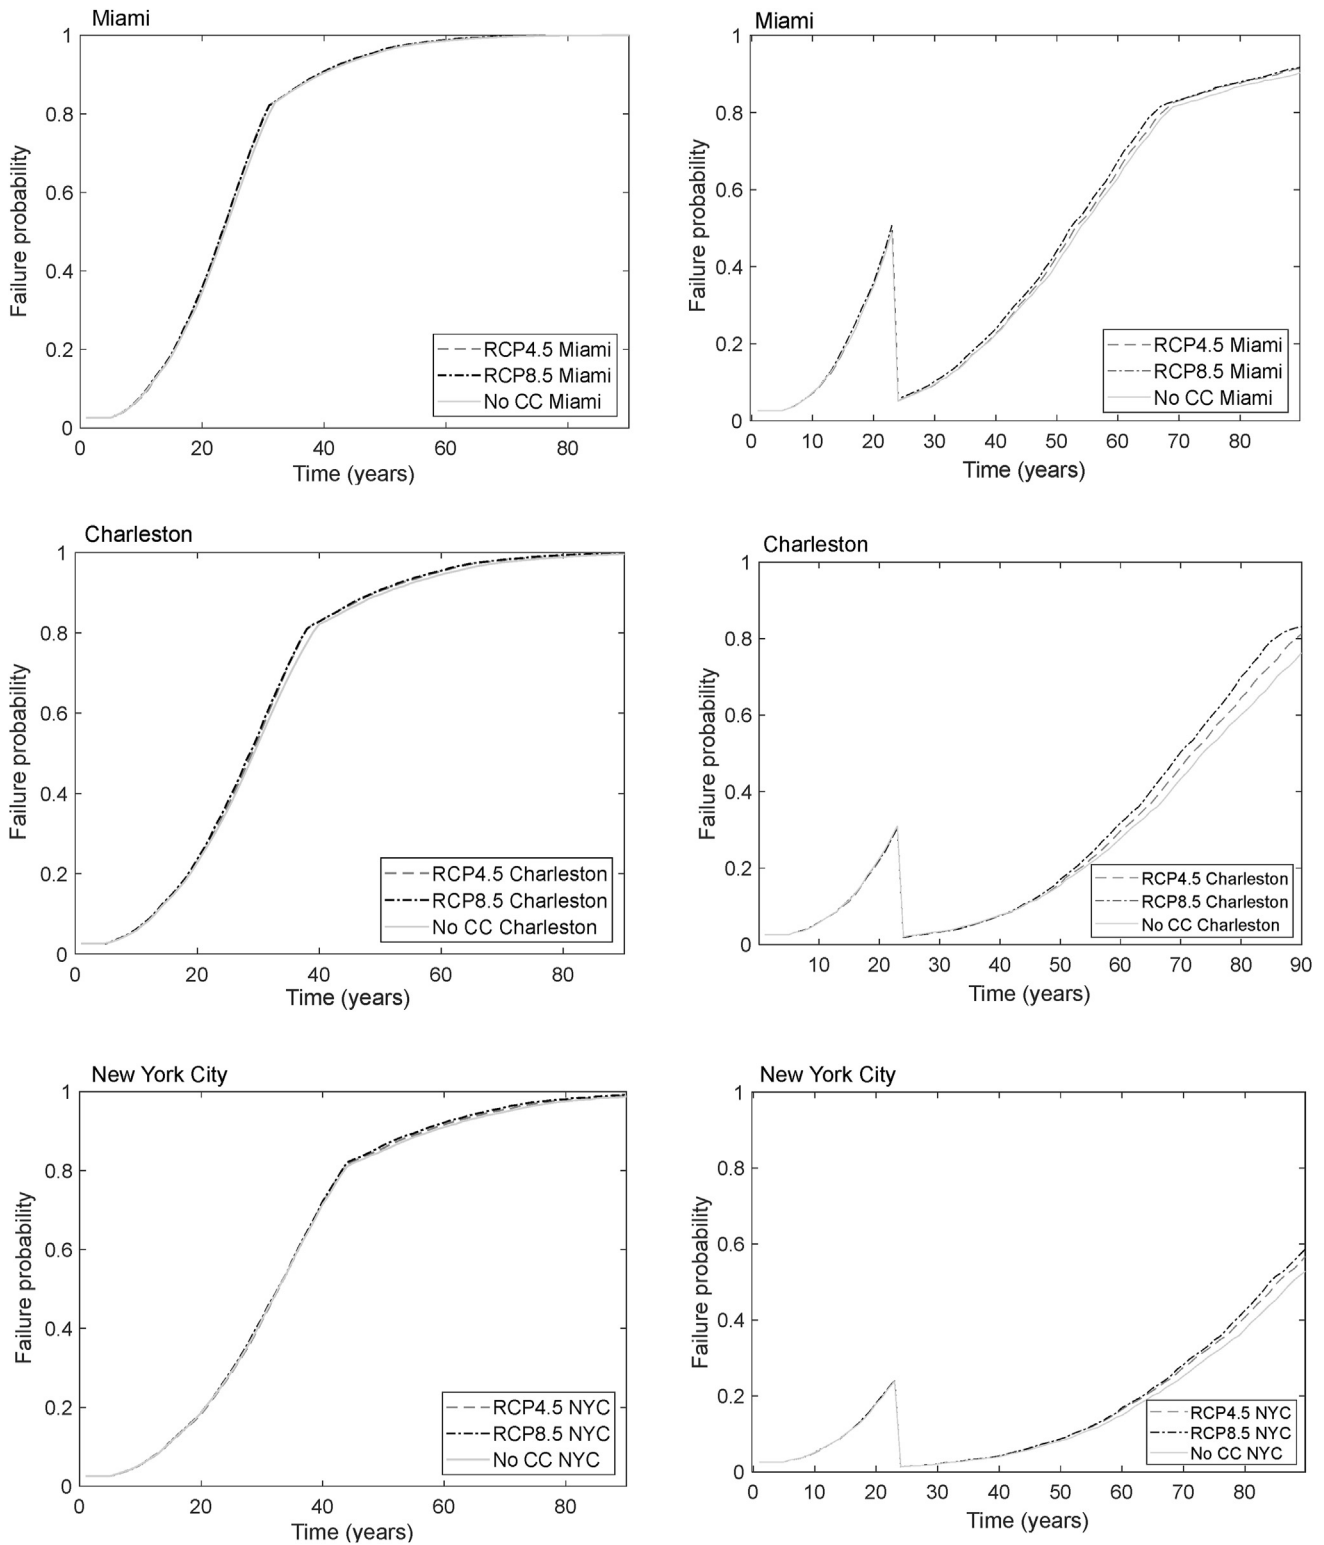 Miami
1
0.8
0.6
0.4
0.2
0
Failure probability
RCP4.5 Miami
RCP8.5 Miami
No CC Miami
0 20 40 60 80
Time (years)
Miami
1
0.8
0.6
0.4
0.2
0
Failure probability
RCP4.5 Miami
RCP8.5 Miami
No CC Miami
0 10 20 30 40 50 60 70 80
Time (years)
Charleston
1
0.8
0.6
0.4
0.2
0
Failure probability
RCP4.5 Charleston
RCP8.5 Charleston
No CC Charleston
0 20 40 60 80
Time (years)
Charleston
1
0.8
0.6
0.4
0.2
0
Failure probability
RCP4.5 Charleston
RCP8.5 Charleston
No CC Charleston
10 20 30 40 50 60 70 80 90
Time (years)
New York City
1
0.8
0.6
0.4
0.2
0
Failure probability
RCP4.5 NYC
RCP8.5 NYC
No CC NYC
0 20 40 60 80
Time (years)
New York City
1
0.8
0.6
0.4
0.2
0
Failure probability
RCP4.5 NYC
RCP8.5 NYC
No CC NYC
0 10 20 30 40 50 60 70 80
Time (years)